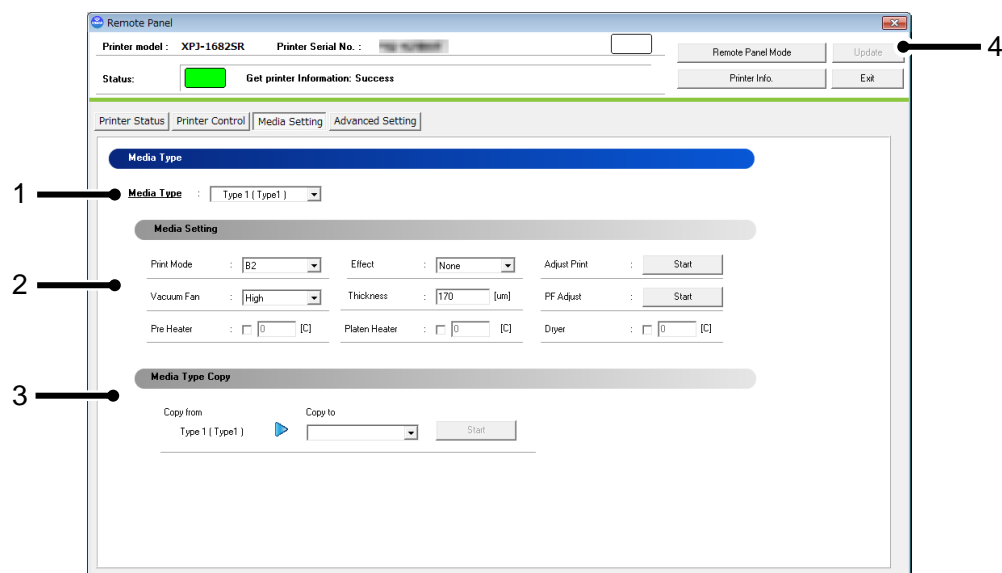 Remote Panel
Printer model : XPJ-1682SR Printer Serial No. :
Remote Panel Mode Update
4
Status: Get printer Information: Success
Printer Info. Exit
Printer Status Printer Control Media Setting Advanced Setting
Media Type
1
Media Type : Type 1 ( Type1 )
Media Setting
Print Mode : B2 Effect : None Adjust Print : Start
2
Vacuum Fan : High Thickness : 170 [um] PF Adjust : Start
Pre Heater : 0 [C] Platen Heater : 0 [C] Dryer : 0 [C]
Media Type Copy
3
Copy from Copy to
Type 1 ( Type1 ) Start